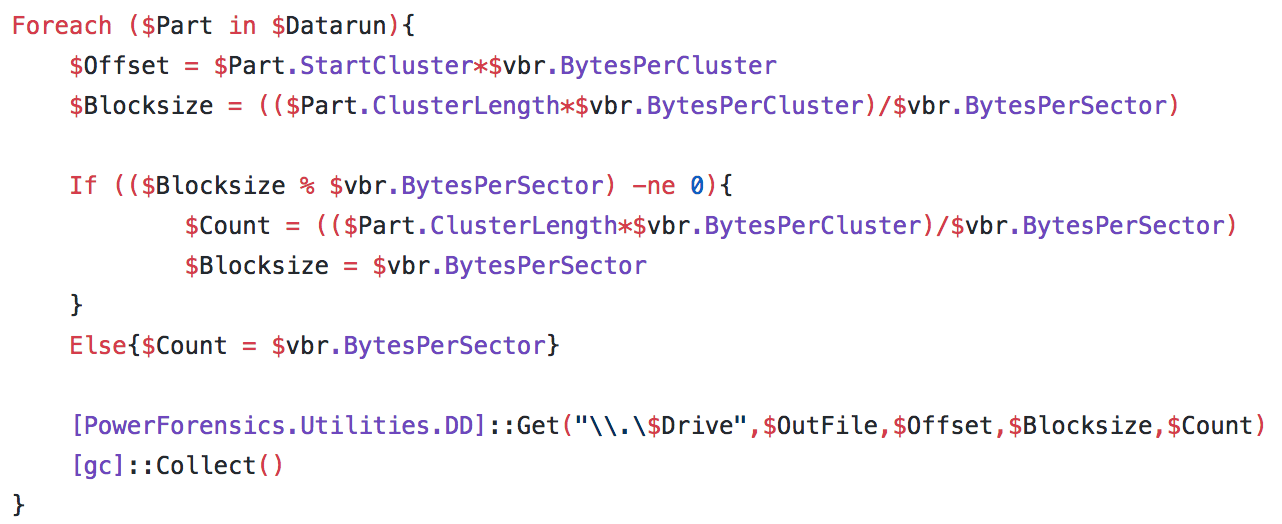 Foreach ($Part in $Datarun){
    $Offset = $Part.StartCluster*$vbr.BytesPerCluster
    $Blocksize = (($Part.ClusterLength*$vbr.BytesPerCluster)/$vbr.BytesPerSector)

    If (($Blocksize % $vbr.BytesPerSector) -ne 0){
            $Count = (($Part.ClusterLength*$vbr.BytesPerCluster)/$vbr.BytesPerSector)
            $Blocksize = $vbr.BytesPerSector
    }
    Else{$Count = $vbr.BytesPerSector}

    [PowerForensics.Utilities.DD]::Get("\\.\$Drive",$OutFile,$Offset,$Blocksize,$Count)
    [gc]::Collect()
}